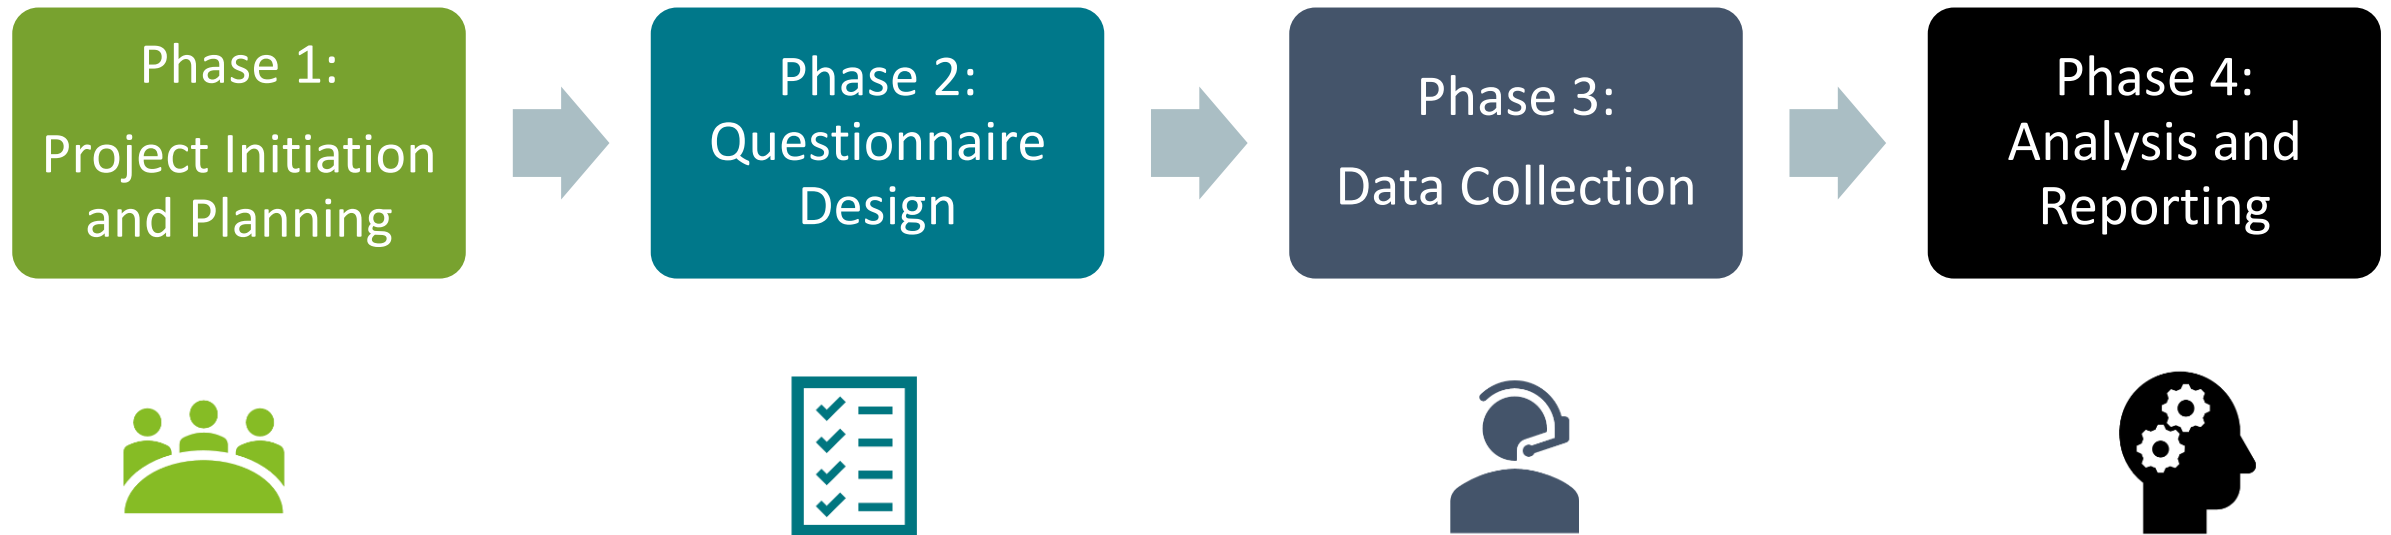 Phase 1:
Project Initiation
and Planning
Phase 2:
Questionnaire
Design
Phase 3:
Data Collection
Phase 4:
Analysis and
Reporting